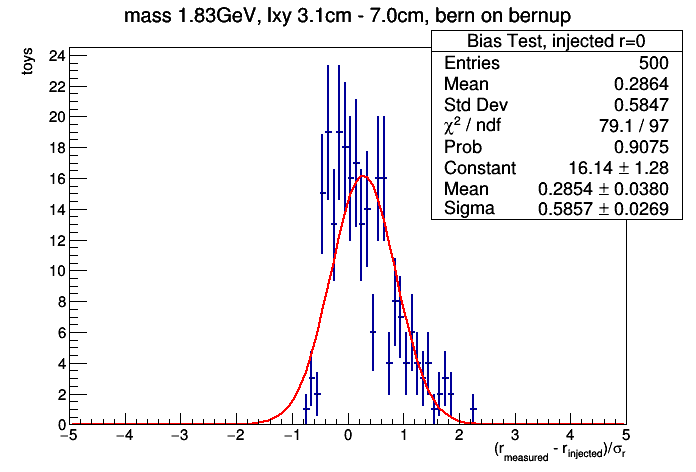 mass 1.83GeV, lxy 3.1cm - 7.0cm, bern on bernup
Bias Test, injected r=0
Entries 500
Mean 0.2864
Std Dev 0.5847
χ² / ndf 79.1 / 97
Prob 0.9075
Constant 16.14 ± 1.28
Mean 0.2854 ± 0.0380
Sigma 0.5857 ± 0.0269
toys
24
22
20
18
16
14
12
10
8
6
4
2
0
−5 −4 −3 −2 −1 0 1 2 3 4 5
(r_measured - r_injected)/σ_r